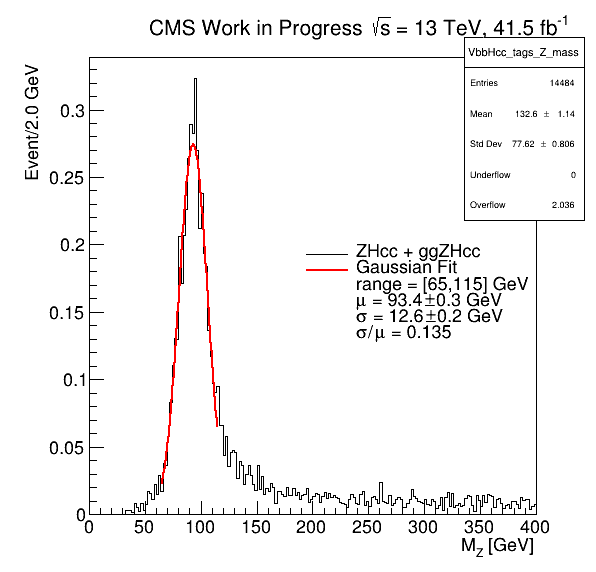 CMS Work in Progress √s = 13 TeV, 41.5 fb⁻¹
VbbHcc_tags_Z_mass
Entries 14484
Mean 132.6 ± 1.14
Std Dev 77.62 ± 0.806
Underflow 0
Overflow 2.036
Event/2.0 GeV
0.3
0.25
0.2
0.15
0.1
0.05
0
ZHcc + ggZHcc
Gaussian Fit
range = [65,115] GeV
μ = 93.4±0.3 GeV
σ = 12.6±0.2 GeV
σ/μ = 0.135
0 50 100 150 200 250 300 350 400
M_Z [GeV]